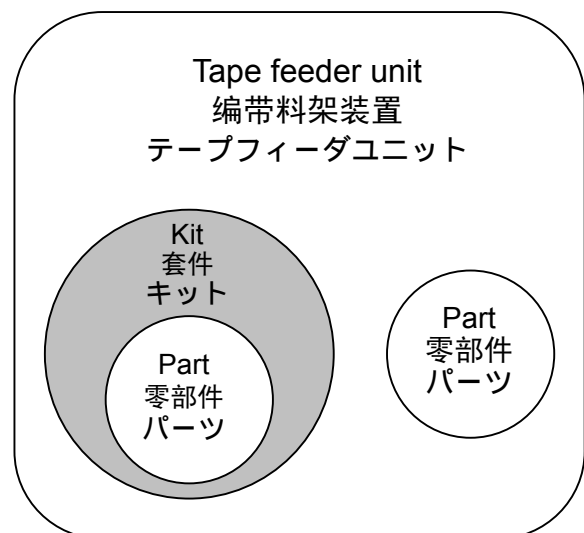 Tape feeder unit
编带料架装置
テープフィーダユニット
Kit
套件
キット
Part
零部件
パーツ
Part
零部件
パーツ